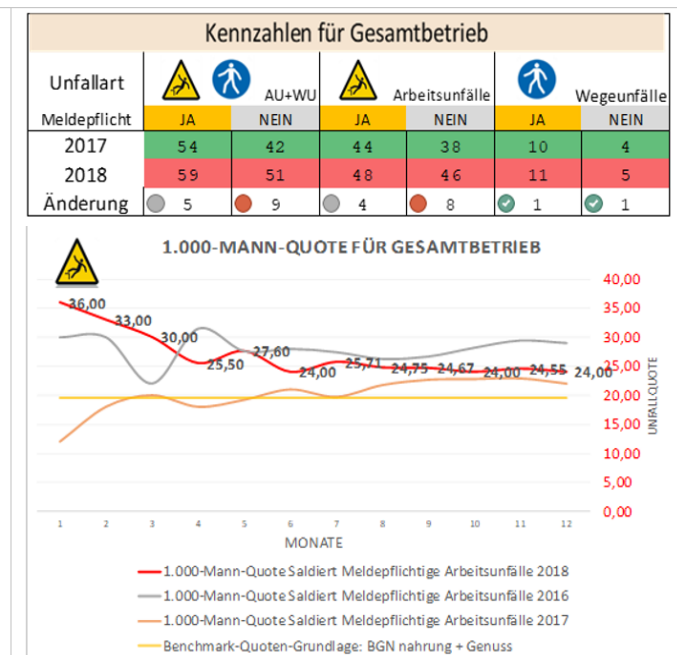 Kennzahlen für Gesamtbetrieb
Unfallart AU+WU Arbeitsunfälle Wegeunfälle
Meldepflicht JA NEIN JA NEIN JA NEIN
2017 54 42 44 38 10 4
2018 59 51 48 46 11 5
Änderung 5 9 4 8 1 1
1.000-MANN-QUOTE FÜR GESAMTBETRIEB
40,00
35,00
30,00
25,00
20,00
15,00
10,00
5,00
0,00
UNFALLQUOTE
36,00 33,00 30,00 25,50 27,60 24,00 25,71 24,75 24,67 24,00 24,55 24,00
1 2 3 4 5 6 7 8 9 10 11 12
MONATE
1.000-Mann-Quote Saldiert Meldepflichtige Arbeitsunfälle 2018
1.000-Mann-Quote Saldiert Meldepflichtige Arbeitsunfälle 2016
1.000-Mann-Quote Saldiert Meldepflichtige Arbeitsunfälle 2017
Benchmark-Quoten-Grundlage: BGN nahrung + Genuss